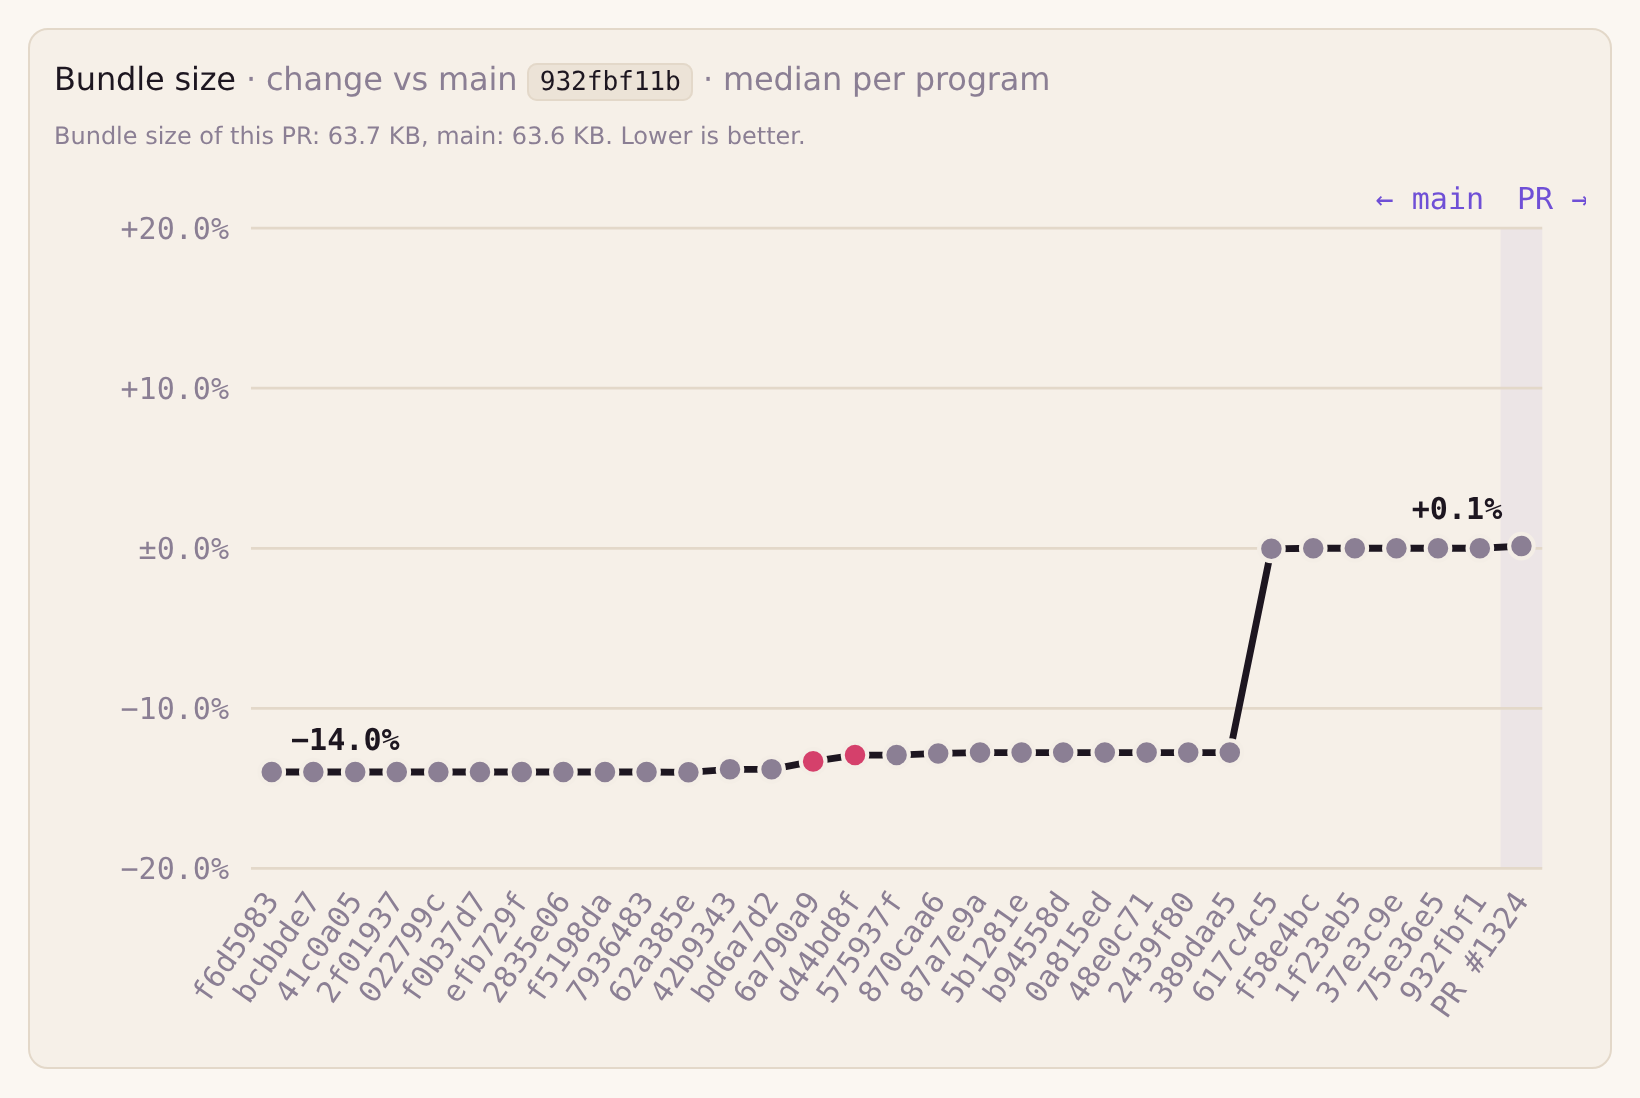 Bundle size · change vs main 932fbf11b · median per program
Bundle size of this PR: 63.7 KB, main: 63.6 KB. Lower is better.
← main PR →
+20.0%
+10.0%
+0.1%
±0.0%
−10.0%
−14.0%
−20.0%
f6d5983
bcbbde7
41c0a05
2f01937
022799c
f0b37d7
efb729f
2835e06
f5198da
7936483
62a385e
42b9343
bd6a7d2
6a790a9
d44bd8f
575937f
870caa6
87a7e9a
5b1281e
b94558d
0a815ed
48e0c71
2439f80
389daa5
617c4c5
f58e4bc
1f23eb5
37e3c9e
75e36e5
932fbf1
PR #1324